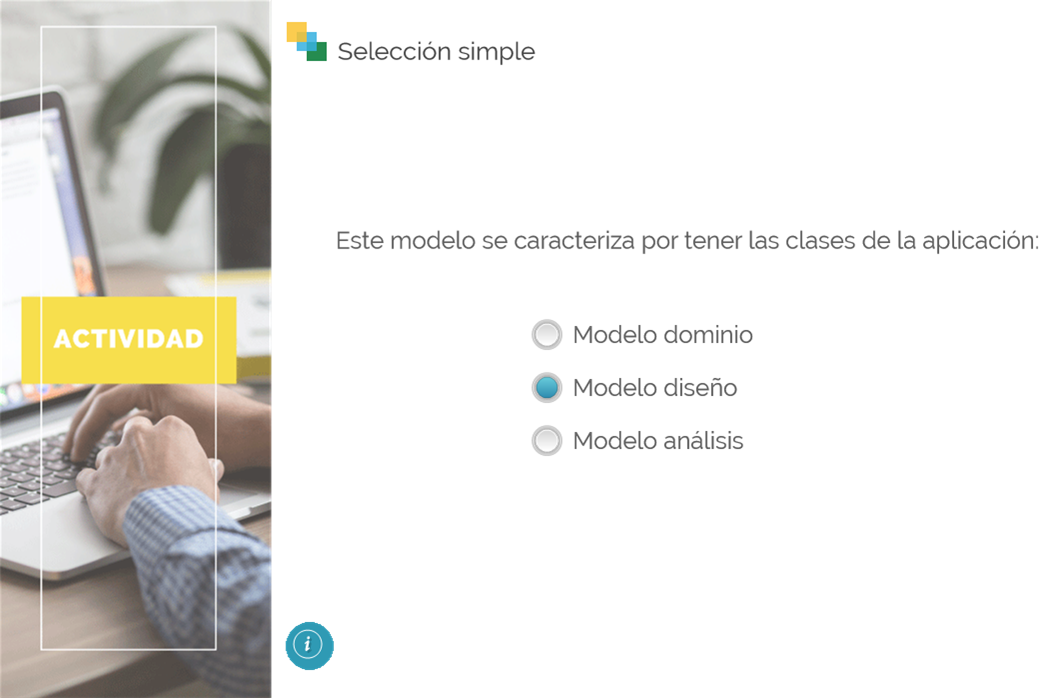 Selección simple
Este modelo se caracteriza por tener las clases de la aplicación:
ACTIVIDAD
Modelo dominio
Modelo diseño
Modelo análisis
i